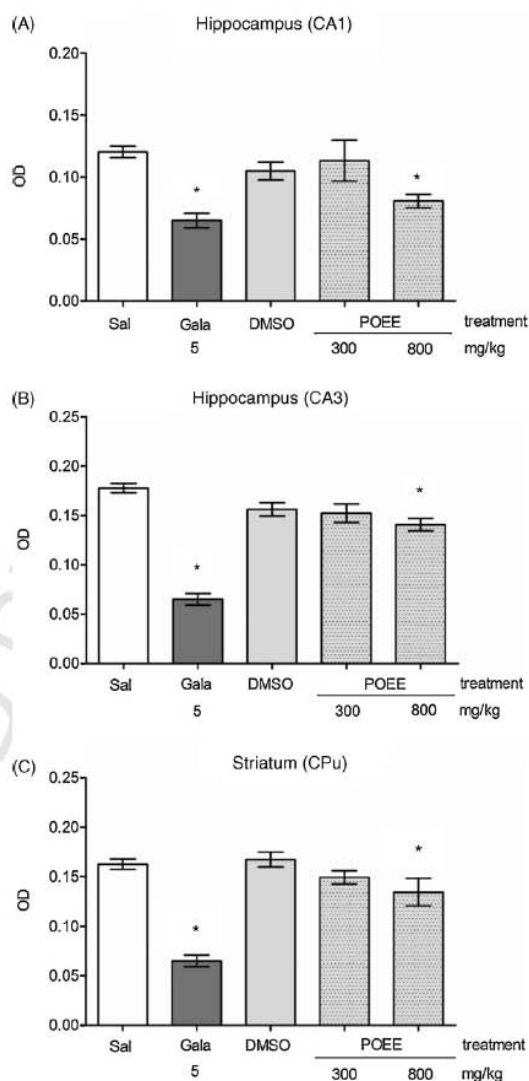 (A) Hippocampus (CA1)
0.20
0.15
0.10
0.05
0.00
OD
*
*
Sal Gala DMSO POEE treatment
5 300 800 mg/kg
(B) Hippocampus (CA3)
0.25
0.20
0.15
0.10
0.05
0.00
OD
*
*
Sal Gala DMSO POEE treatment
5 300 800 mg/kg
(C) Striatum (CPu)
0.25
0.20
0.15
0.10
0.05
0.00
OD
*
*
Sal Gala DMSO POEE treatment
5 300 800 mg/kg